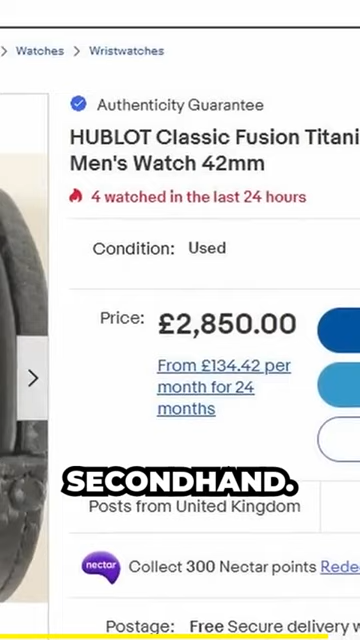 Watches > Wristwatches
Authenticity Guarantee
HUBLOT Classic Fusion Titani
Men's Watch 42mm
4 watched in the last 24 hours
Condition: Used
Price: £2,850.00
From £134.42 per
month for 24
months
SECONDHAND.
Posts from United Kingdom
nectar Collect 300 Nectar points Rede
Postage: Free Secure delivery w